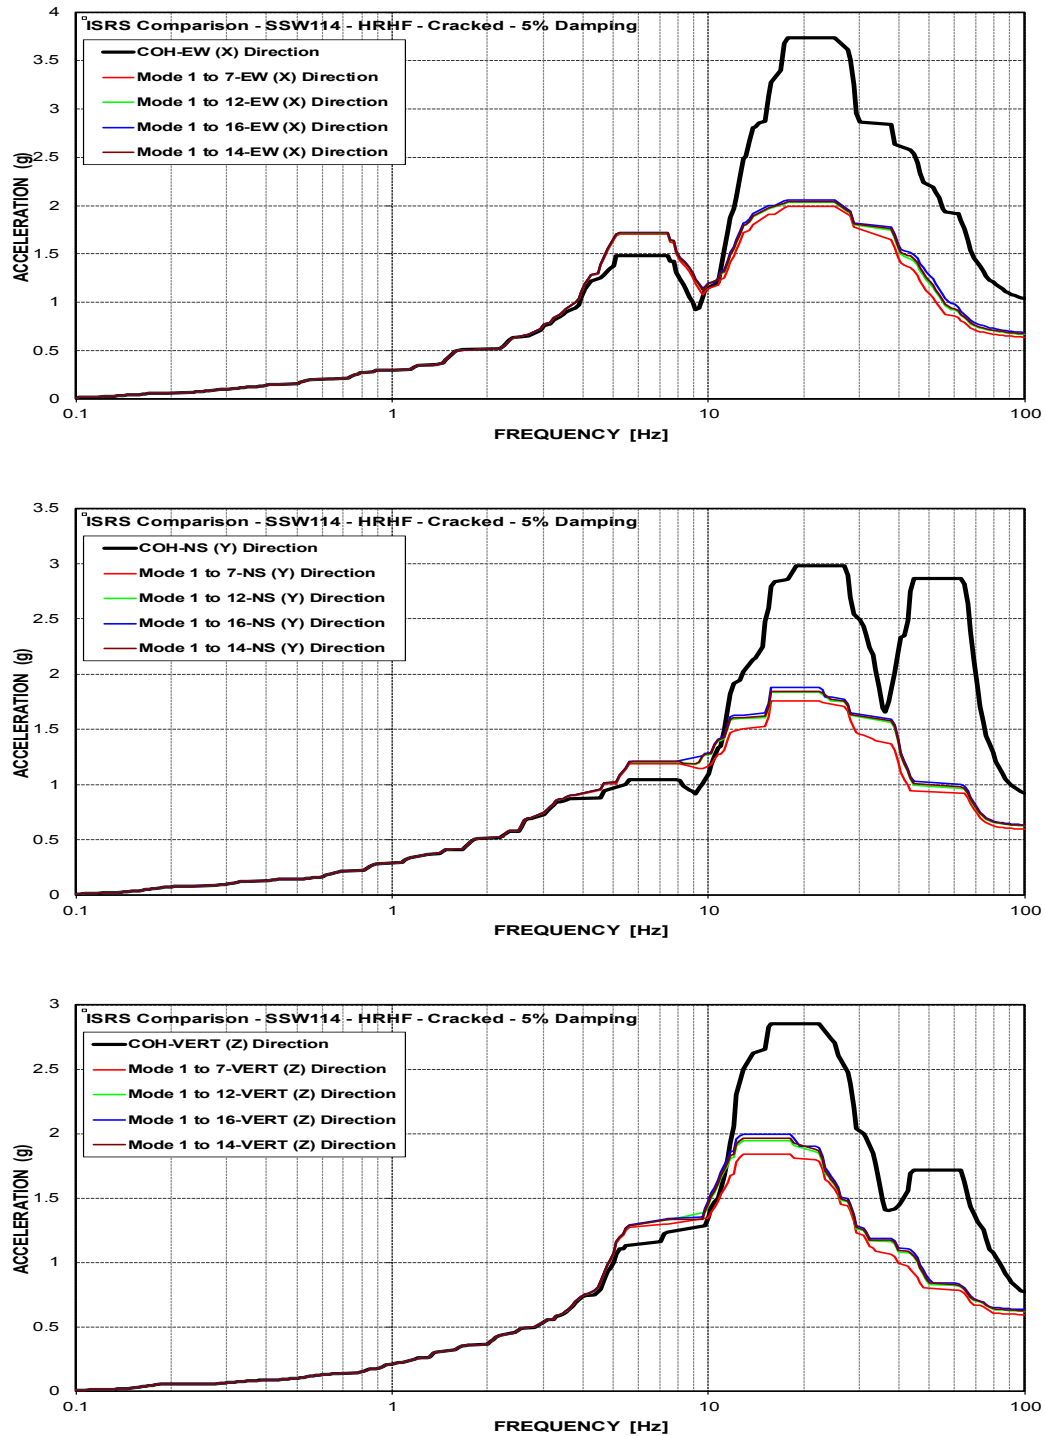 ISRS Comparison - SSW114 - HRHF - Cracked - 5% Damping
COH-EW (X) Direction
Mode 1 to 7-EW (X) Direction
Mode 1 to 12-EW (X) Direction
Mode 1 to 16-EW (X) Direction
Mode 1 to 14-EW (X) Direction
ACCELERATION (g)
4
3.5
3
2.5
2
1.5
1
0.5
0
0.1
1
10
100
FREQUENCY [Hz]
ISRS Comparison - SSW114 - HRHF - Cracked - 5% Damping
COH-NS (Y) Direction
Mode 1 to 7-NS (Y) Direction
Mode 1 to 12-NS (Y) Direction
Mode 1 to 16-NS (Y) Direction
Mode 1 to 14-NS (Y) Direction
ACCELERATION (g)
3.5
3
2.5
2
1.5
1
0.5
0
0.1
1
10
100
FREQUENCY [Hz]
ISRS Comparison - SSW114 - HRHF - Cracked - 5% Damping
COH-VERT (Z) Direction
Mode 1 to 7-VERT (Z) Direction
Mode 1 to 12-VERT (Z) Direction
Mode 1 to 16-VERT (Z) Direction
Mode 1 to 14-VERT (Z) Direction
ACCELERATION (g)
3
2.5
2
1.5
1
0.5
0
0.1
1
10
100
FREQUENCY [Hz]